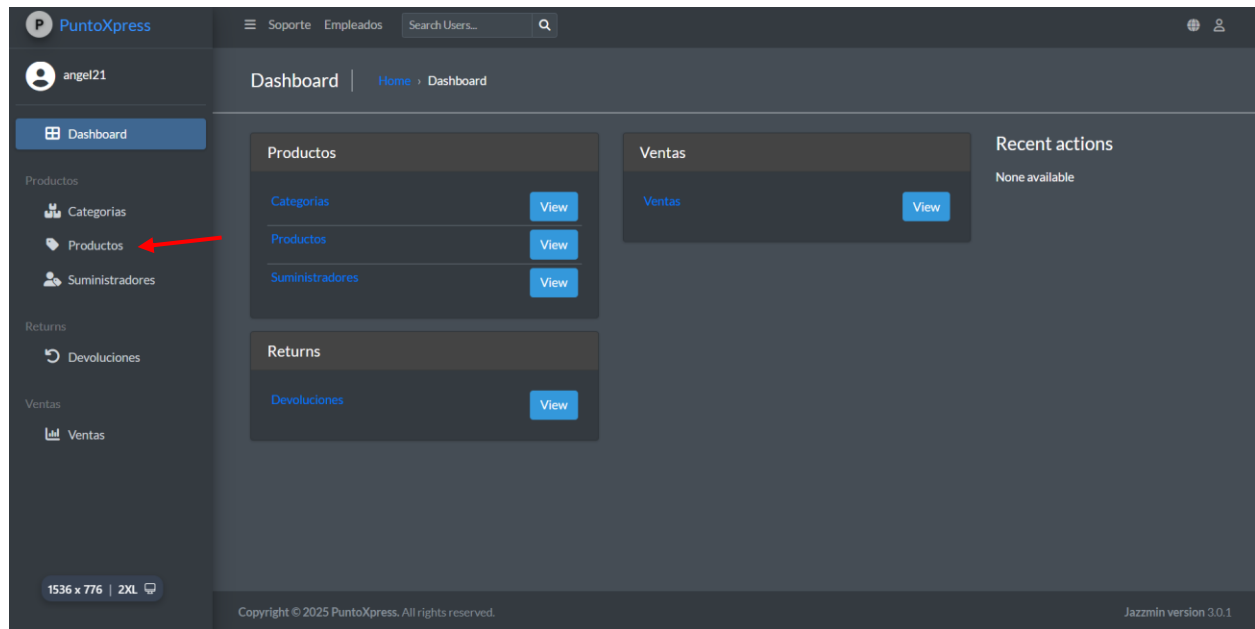 P PuntoXpress
Soporte Empleados Search Users...
angel21
Dashboard Home › Dashboard
Dashboard
Productos
Categorias
Productos
Suministradores
Returns
Devoluciones
Ventas
Ventas
Productos
Categorias View
Productos View
Suministradores View
Returns
Devoluciones View
Ventas
Ventas View
Recent actions
None available
1536 x 776 | 2XL
Copyright © 2025 PuntoXpress. All rights reserved.
Jazzmin version 3.0.1